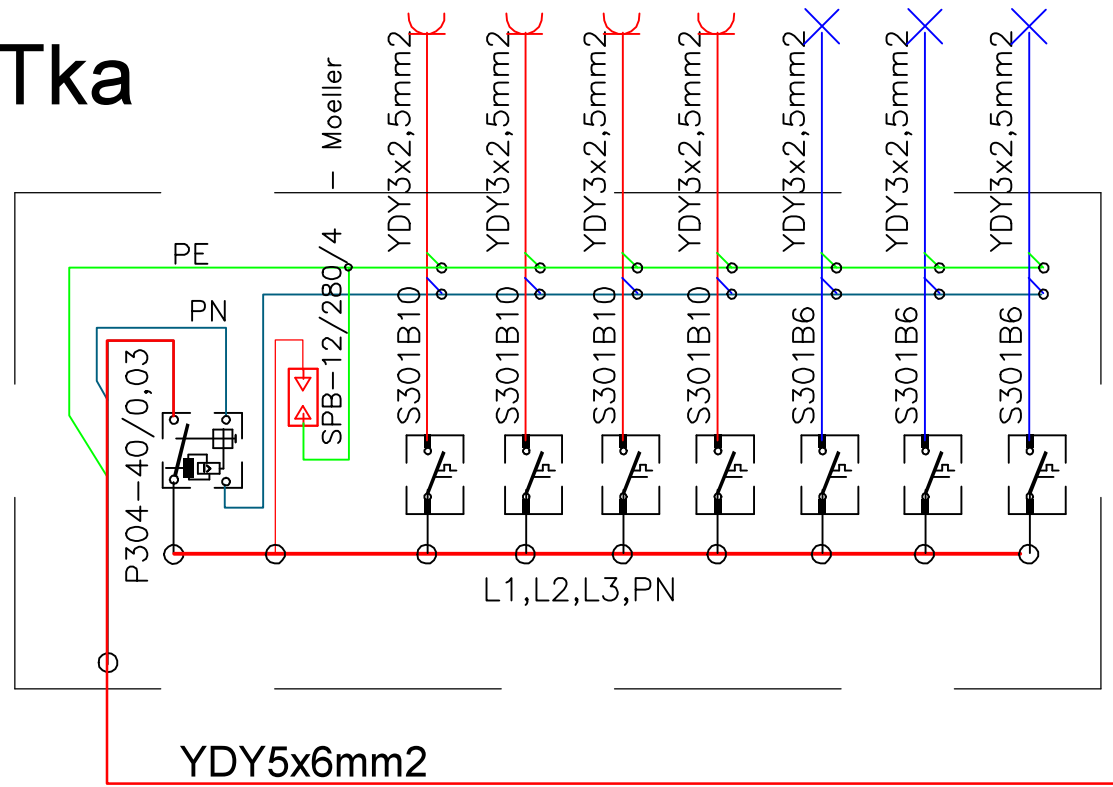 Tka
SPB-12/280/4 - Moeller
YDY3x2,5mm2
YDY3x2,5mm2
YDY3x2,5mm2
YDY3x2,5mm2
YDY3x2,5mm2
YDY3x2,5mm2
YDY3x2,5mm2
PE
PN
P304-40/0,03
S301B10
S301B10
S301B10
S301B10
S301B6
S301B6
S301B6
L1,L2,L3,PN
YDY5x6mm2